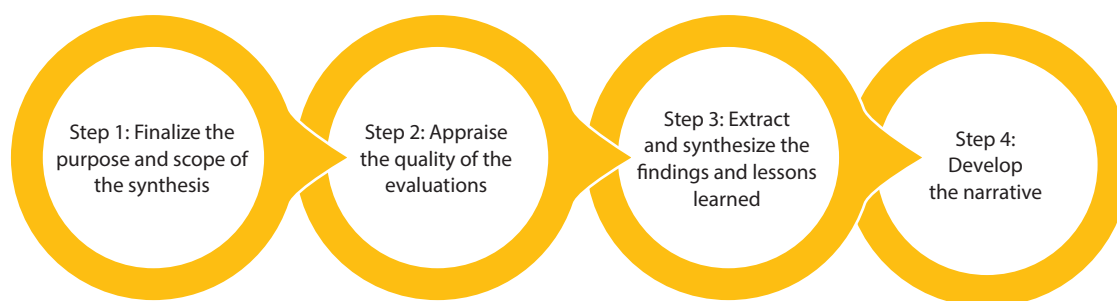 Step 1: Finalize the
purpose and scope of
the synthesis
Step 2: Appraise
the quality of the
evaluations
Step 3: Extract
and synthesize the
findings and lessons
learned
Step 4:
Develop
the narrative